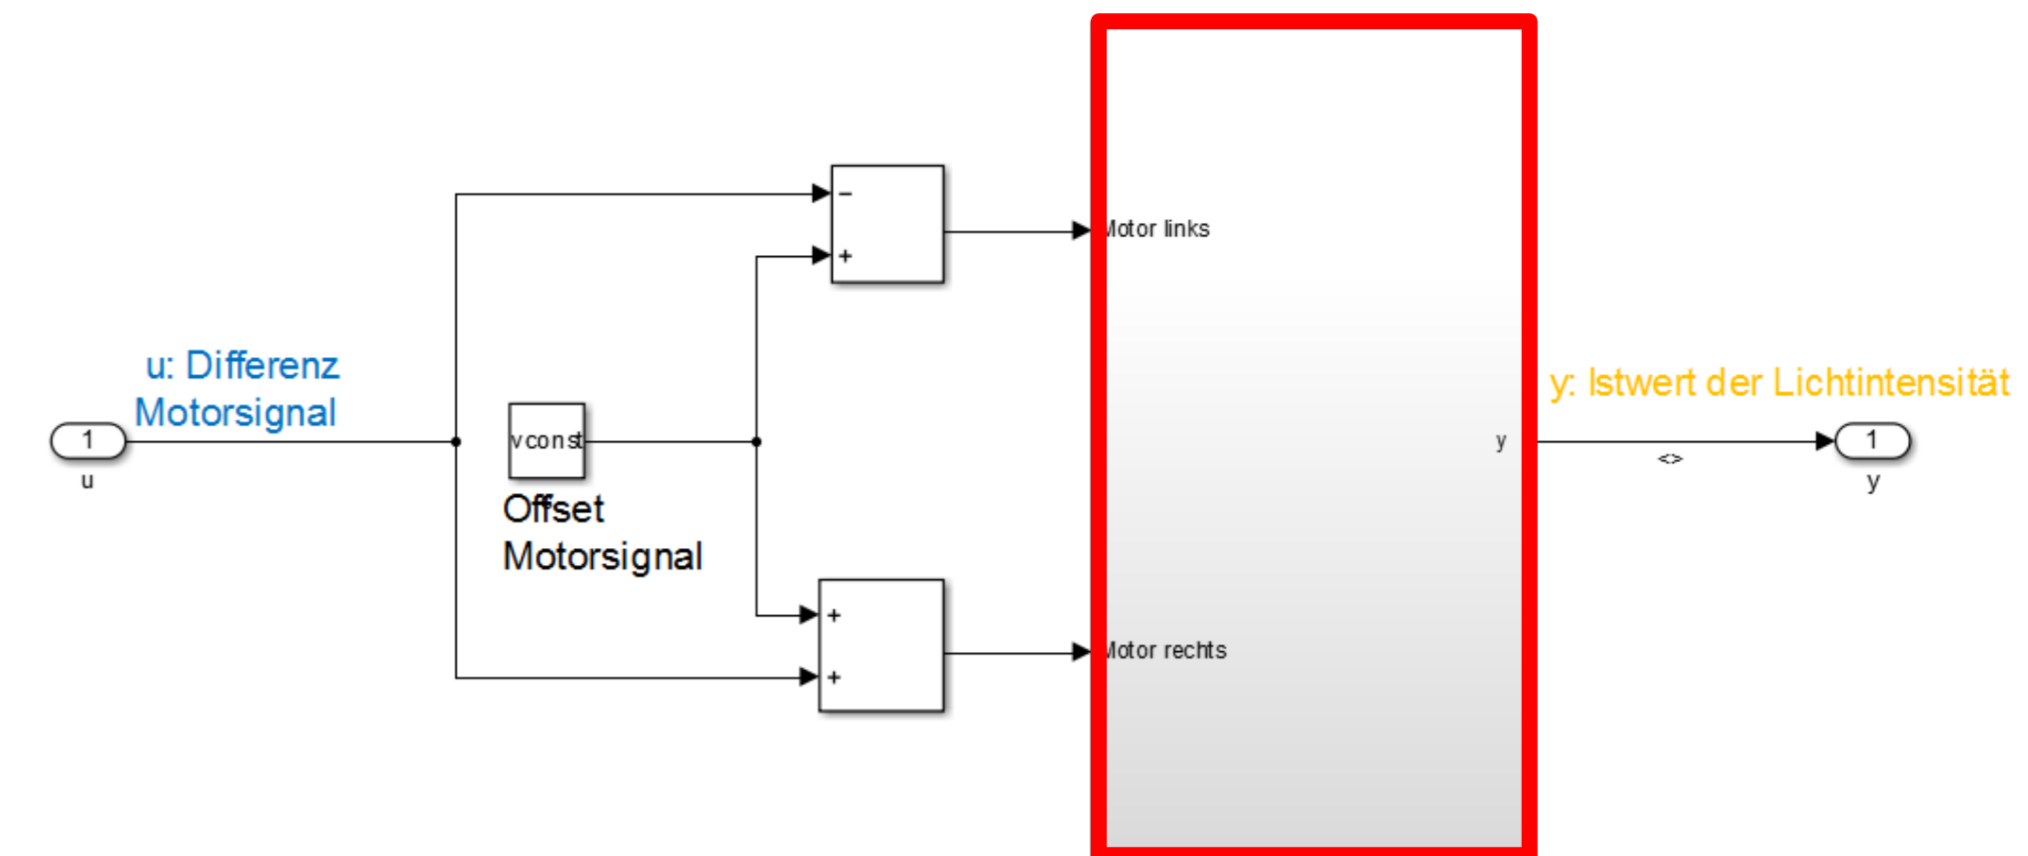 −
+
Motor links
u: Differenz
Motorsignal
y: Istwert der Lichtintensität
1
u
vconst
y
<>
1
y
Offset
Motorsignal
+
+
Motor rechts